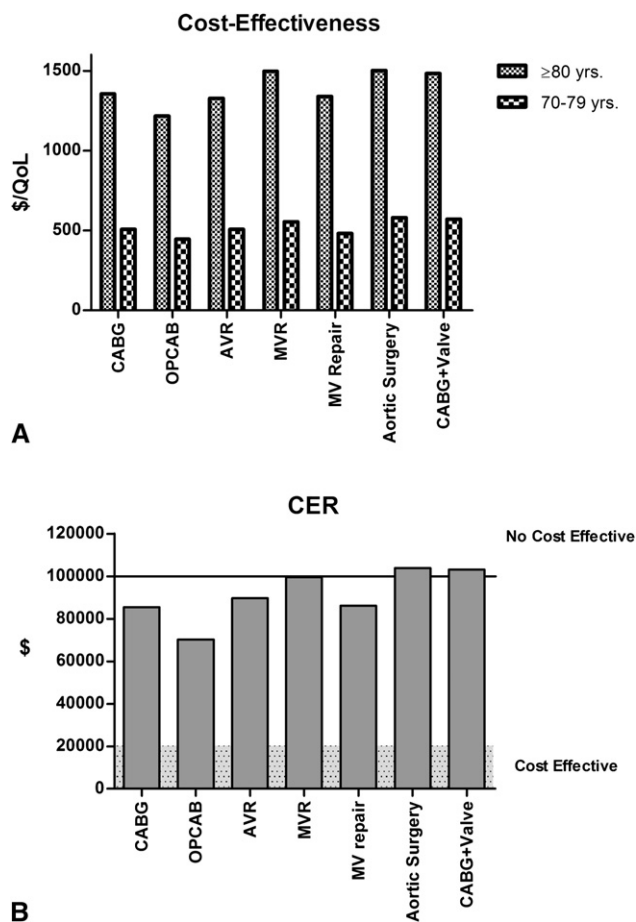 Cost-Effectiveness
1500
1000
500
0
$/QoL
≥80 yrs.
70-79 yrs.
CABG
OPCAB
AVR
MVR
MV Repair
Aortic Surgery
CABG+Valve
A
CER
120000
100000
80000
60000
40000
20000
0
$
No Cost Effective
Cost Effective
CABG
OPCAB
AVR
MVR
MV repair
Aortic Surgery
CABG+Valve
B